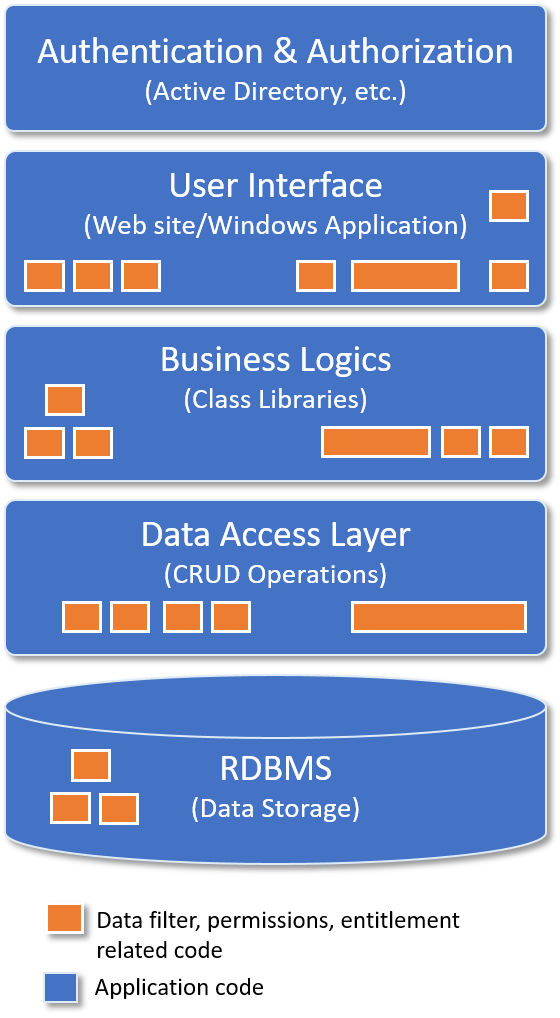 Authentication & Authorization
(Active Directory, etc.)
User Interface
(Web site/Windows Application)
Business Logics
(Class Libraries)
Data Access Layer
(CRUD Operations)
RDBMS
(Data Storage)
Data filter, permissions, entitlement
related code
Application code